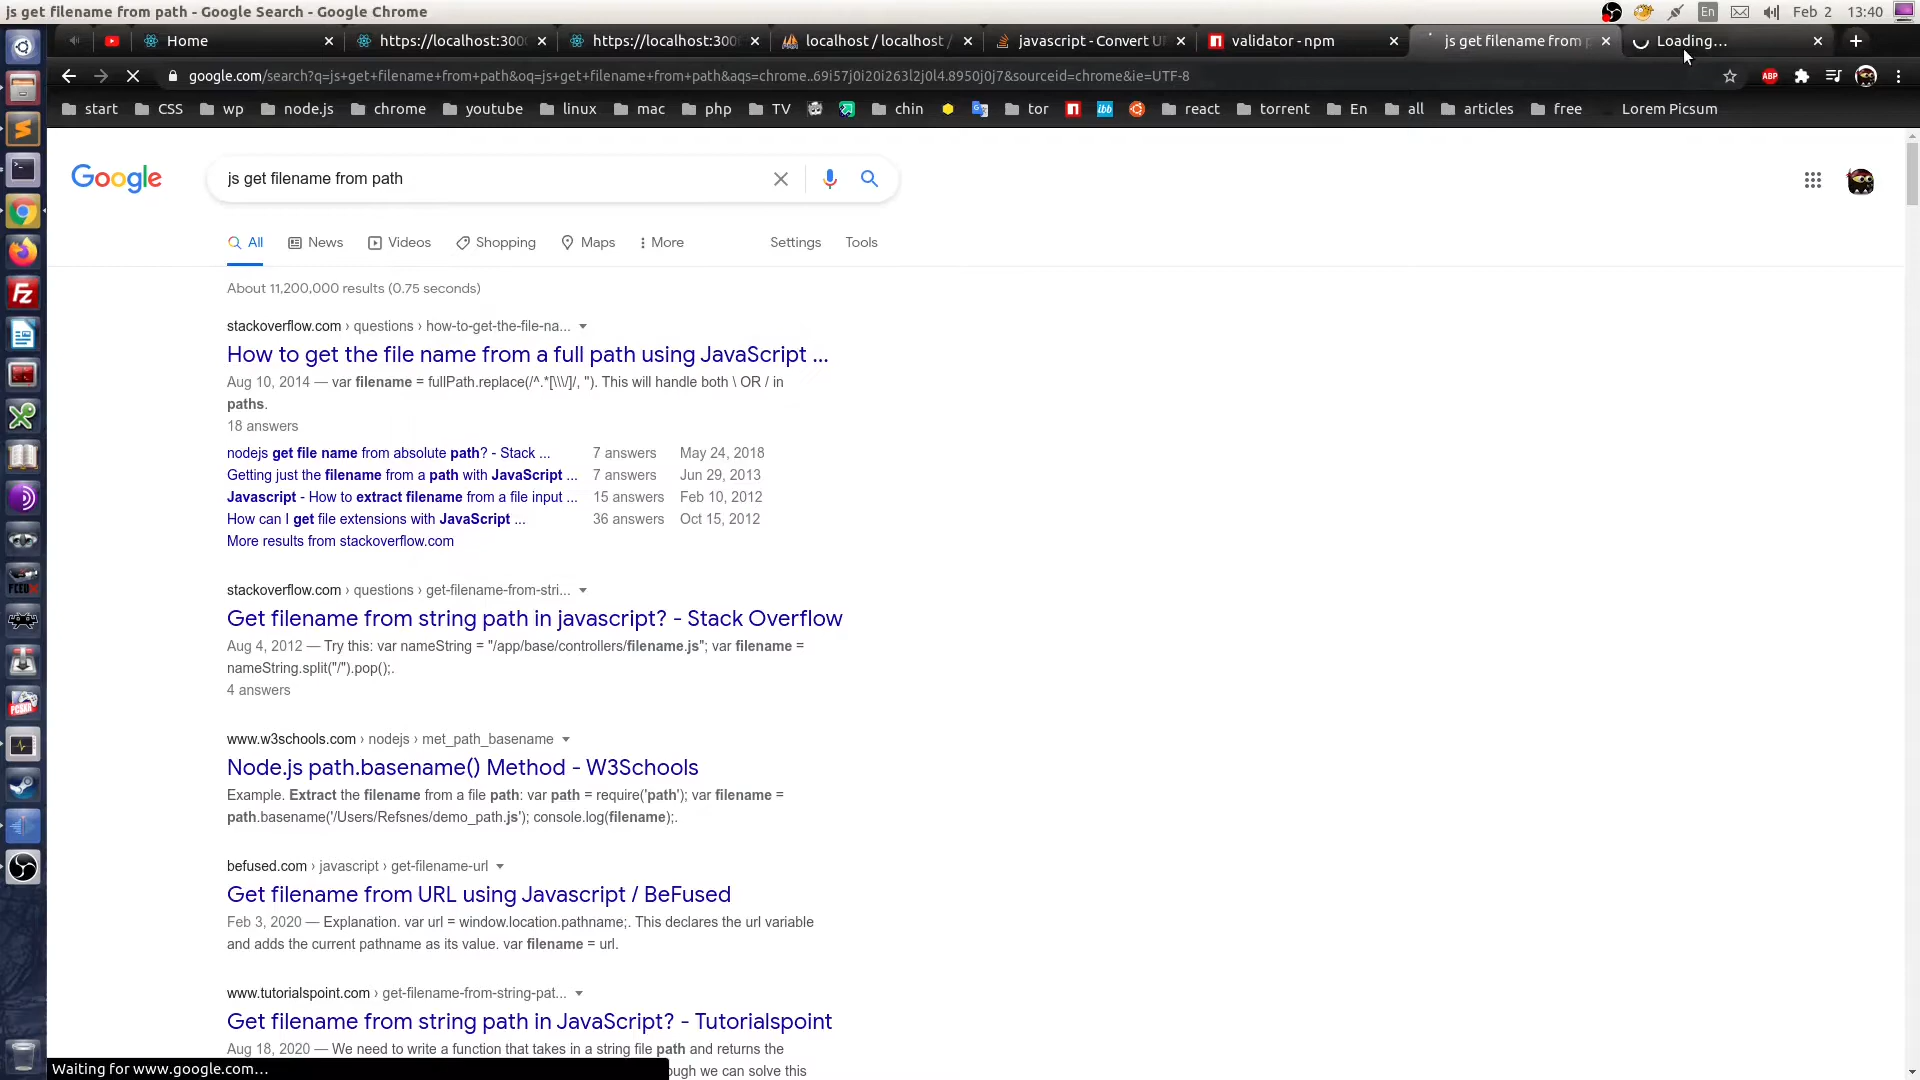 js get filename from path - Google Search - Google Chrome
En
Feb 2
13:40
Home
https://localhost:300
https://localhost:300
localhost / localhost /
javascript - Convert UR
validator - npm
js get filename from p
Loading...
google.com/search?q=js+get+filename+from+path&oq=js+get+filename+from+path&aqs=chrome..69i57j0i20i263l2j0l4.8950j0j7&sourceid=chrome&ie=UTF-8
ABP
start
CSS
wp
node.js
chrome
youtube
linux
mac
php
TV
chin
tor
ibb
react
torrent
En
all
articles
free
Lorem Picsum
Google
js get filename from path
All
News
Videos
Shopping
Maps
More
Settings
Tools
About 11,200,000 results (0.75 seconds)
stackoverflow.com › questions › how-to-get-the-file-na...
How to get the file name from a full path using JavaScript ...
Aug 10, 2014 — var filename = fullPath.replace(/^.*[\\\/]/, ''). This will handle both \ OR / in
paths.
18 answers
nodejs get file name from absolute path? - Stack ... 7 answers May 24, 2018
Getting just the filename from a path with JavaScript ... 7 answers Jun 29, 2013
Javascript - How to extract filename from a file input ... 15 answers Feb 10, 2012
How can I get file extensions with JavaScript ... 36 answers Oct 15, 2012
More results from stackoverflow.com
stackoverflow.com › questions › get-filename-from-stri...
Get filename from string path in javascript? - Stack Overflow
Aug 4, 2012 — Try this: var nameString = "/app/base/controllers/filename.js"; var filename =
nameString.split("/").pop();.
4 answers
www.w3schools.com › nodejs › met_path_basename
Node.js path.basename() Method - W3Schools
Example. Extract the filename from a file path: var path = require('path'); var filename =
path.basename('/Users/Refsnes/demo_path.js'); console.log(filename);.
befused.com › javascript › get-filename-url
Get filename from URL using Javascript / BeFused
Feb 3, 2020 — Explanation. var url = window.location.pathname;. This declares the url variable
and adds the current pathname as its value. var filename = url.
www.tutorialspoint.com › get-filename-from-string-pat...
Get filename from string path in JavaScript? - Tutorialspoint
Aug 18, 2020 — We need to write a function that takes in a string file path and returns the
ough we can solve this
Waiting for www.google.com...